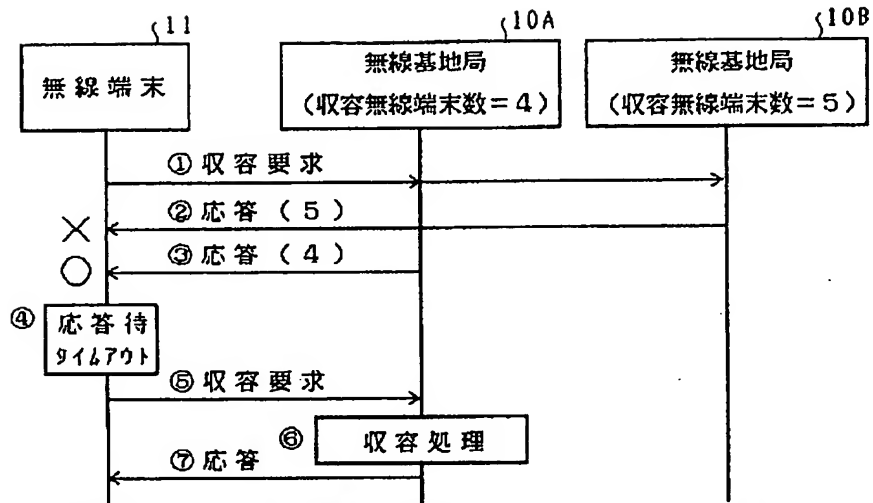 11
10A
10B
無線端末
無線基地局
(収容無線端末数=4)
無線基地局
(収容無線端末数=5)
①収容要求
②応答(5)
×
③応答(4)
○
④
応答待
タイムアウト
⑤収容要求
⑥
収容処理
⑦応答